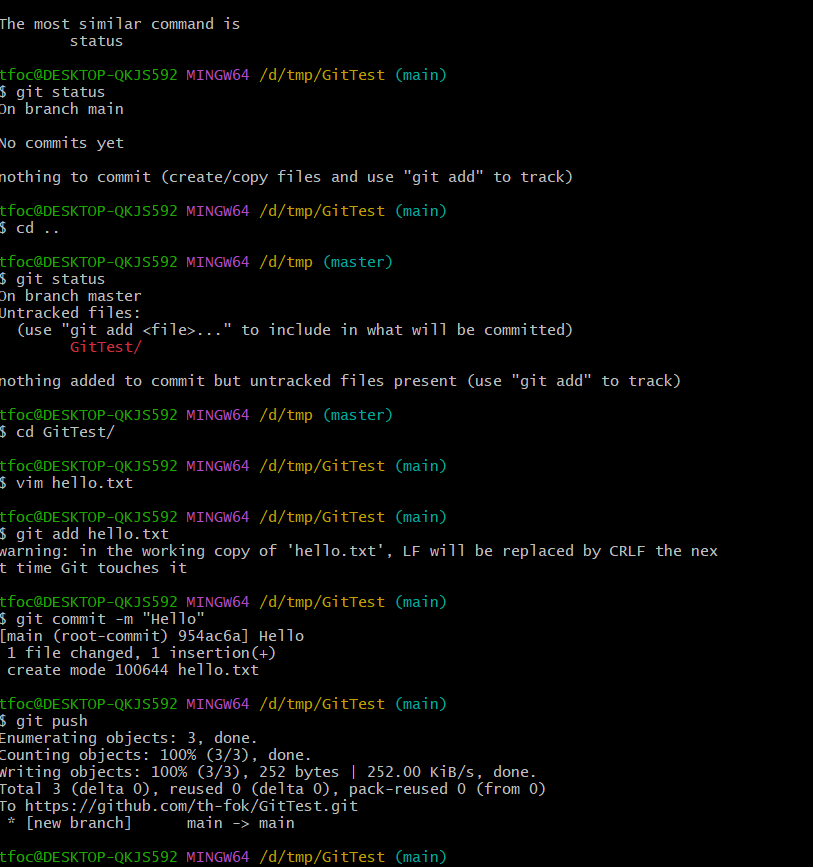 The most similar command is
        status

tfoc@DESKTOP-QKJS592 MINGW64 /d/tmp/GitTest (main)
$ git status
On branch main

No commits yet

nothing to commit (create/copy files and use "git add" to track)

tfoc@DESKTOP-QKJS592 MINGW64 /d/tmp/GitTest (main)
$ cd ..

tfoc@DESKTOP-QKJS592 MINGW64 /d/tmp (master)
$ git status
On branch master
Untracked files:
  (use "git add <file>..." to include in what will be committed)
        GitTest/

nothing added to commit but untracked files present (use "git add" to track)

tfoc@DESKTOP-QKJS592 MINGW64 /d/tmp (master)
$ cd GitTest/

tfoc@DESKTOP-QKJS592 MINGW64 /d/tmp/GitTest (main)
$ vim hello.txt

tfoc@DESKTOP-QKJS592 MINGW64 /d/tmp/GitTest (main)
$ git add hello.txt
warning: in the working copy of 'hello.txt', LF will be replaced by CRLF the nex
t time Git touches it

tfoc@DESKTOP-QKJS592 MINGW64 /d/tmp/GitTest (main)
$ git commit -m "Hello"
[main (root-commit) 954ac6a] Hello
 1 file changed, 1 insertion(+)
 create mode 100644 hello.txt

tfoc@DESKTOP-QKJS592 MINGW64 /d/tmp/GitTest (main)
$ git push
Enumerating objects: 3, done.
Counting objects: 100% (3/3), done.
Writing objects: 100% (3/3), 252 bytes | 252.00 KiB/s, done.
Total 3 (delta 0), reused 0 (delta 0), pack-reused 0 (from 0)
To https://github.com/th-fok/GitTest.git
 * [new branch]      main -> main

tfoc@DESKTOP-QKJS592 MINGW64 /d/tmp/GitTest (main)